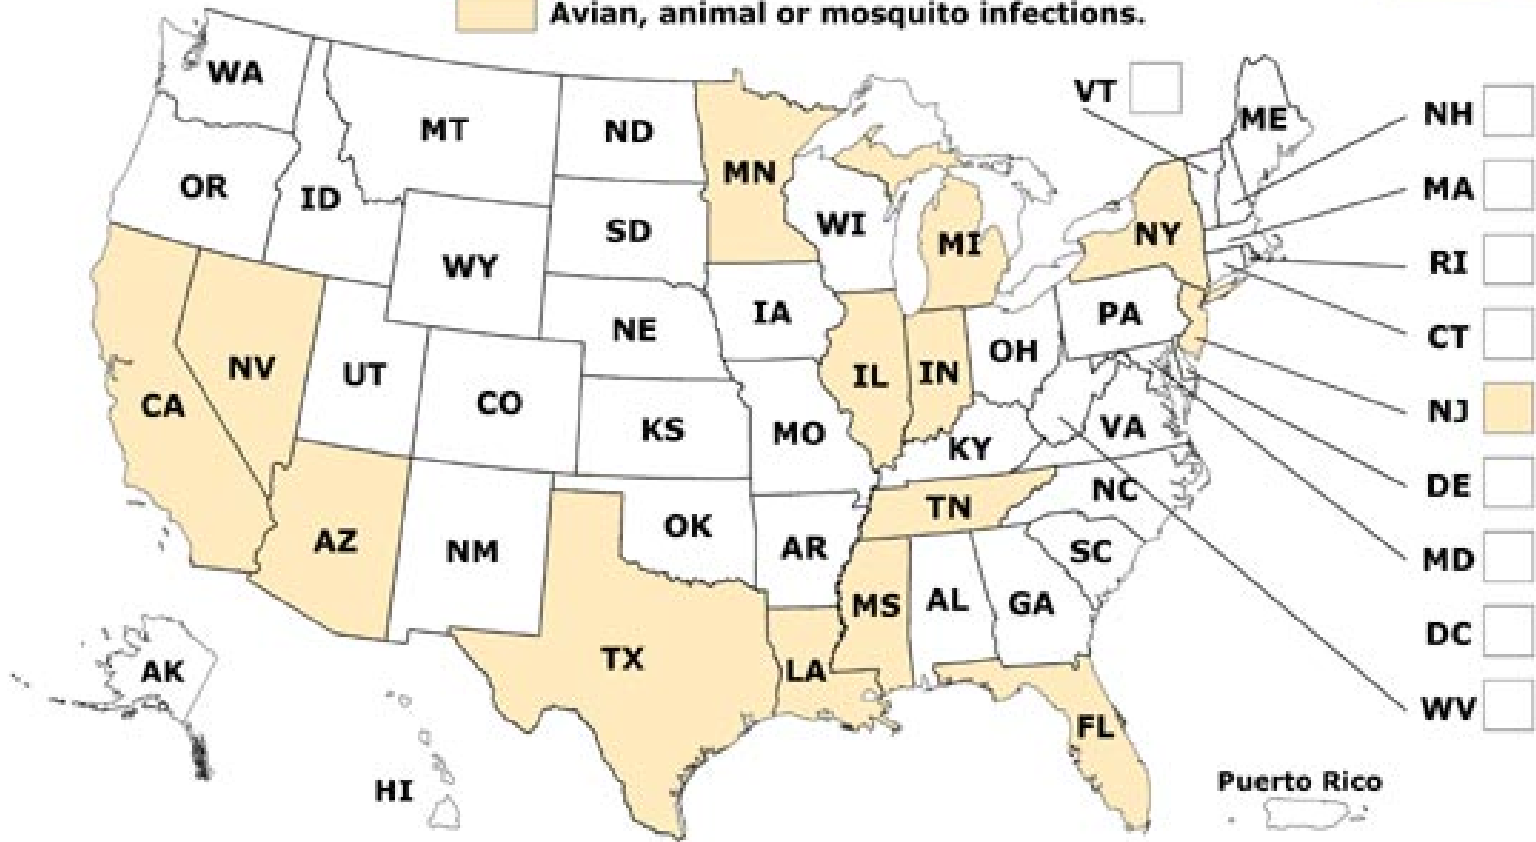 Avian, animal or mosquito infections.
WA
MT
ND
MN
VT
ME
NH
OR
ID
SD
WI
MI
NY
MA
WY
RI
IA
NE
PA
CT
NV
UT
CO
IL
IN
OH
CA
KS
MO
KY
VA
NJ
DE
AZ
NM
OK
AR
TN
NC
SC
MD
MS
AL
GA
DC
AK
TX
LA
FL
WV
HI
Puerto Rico